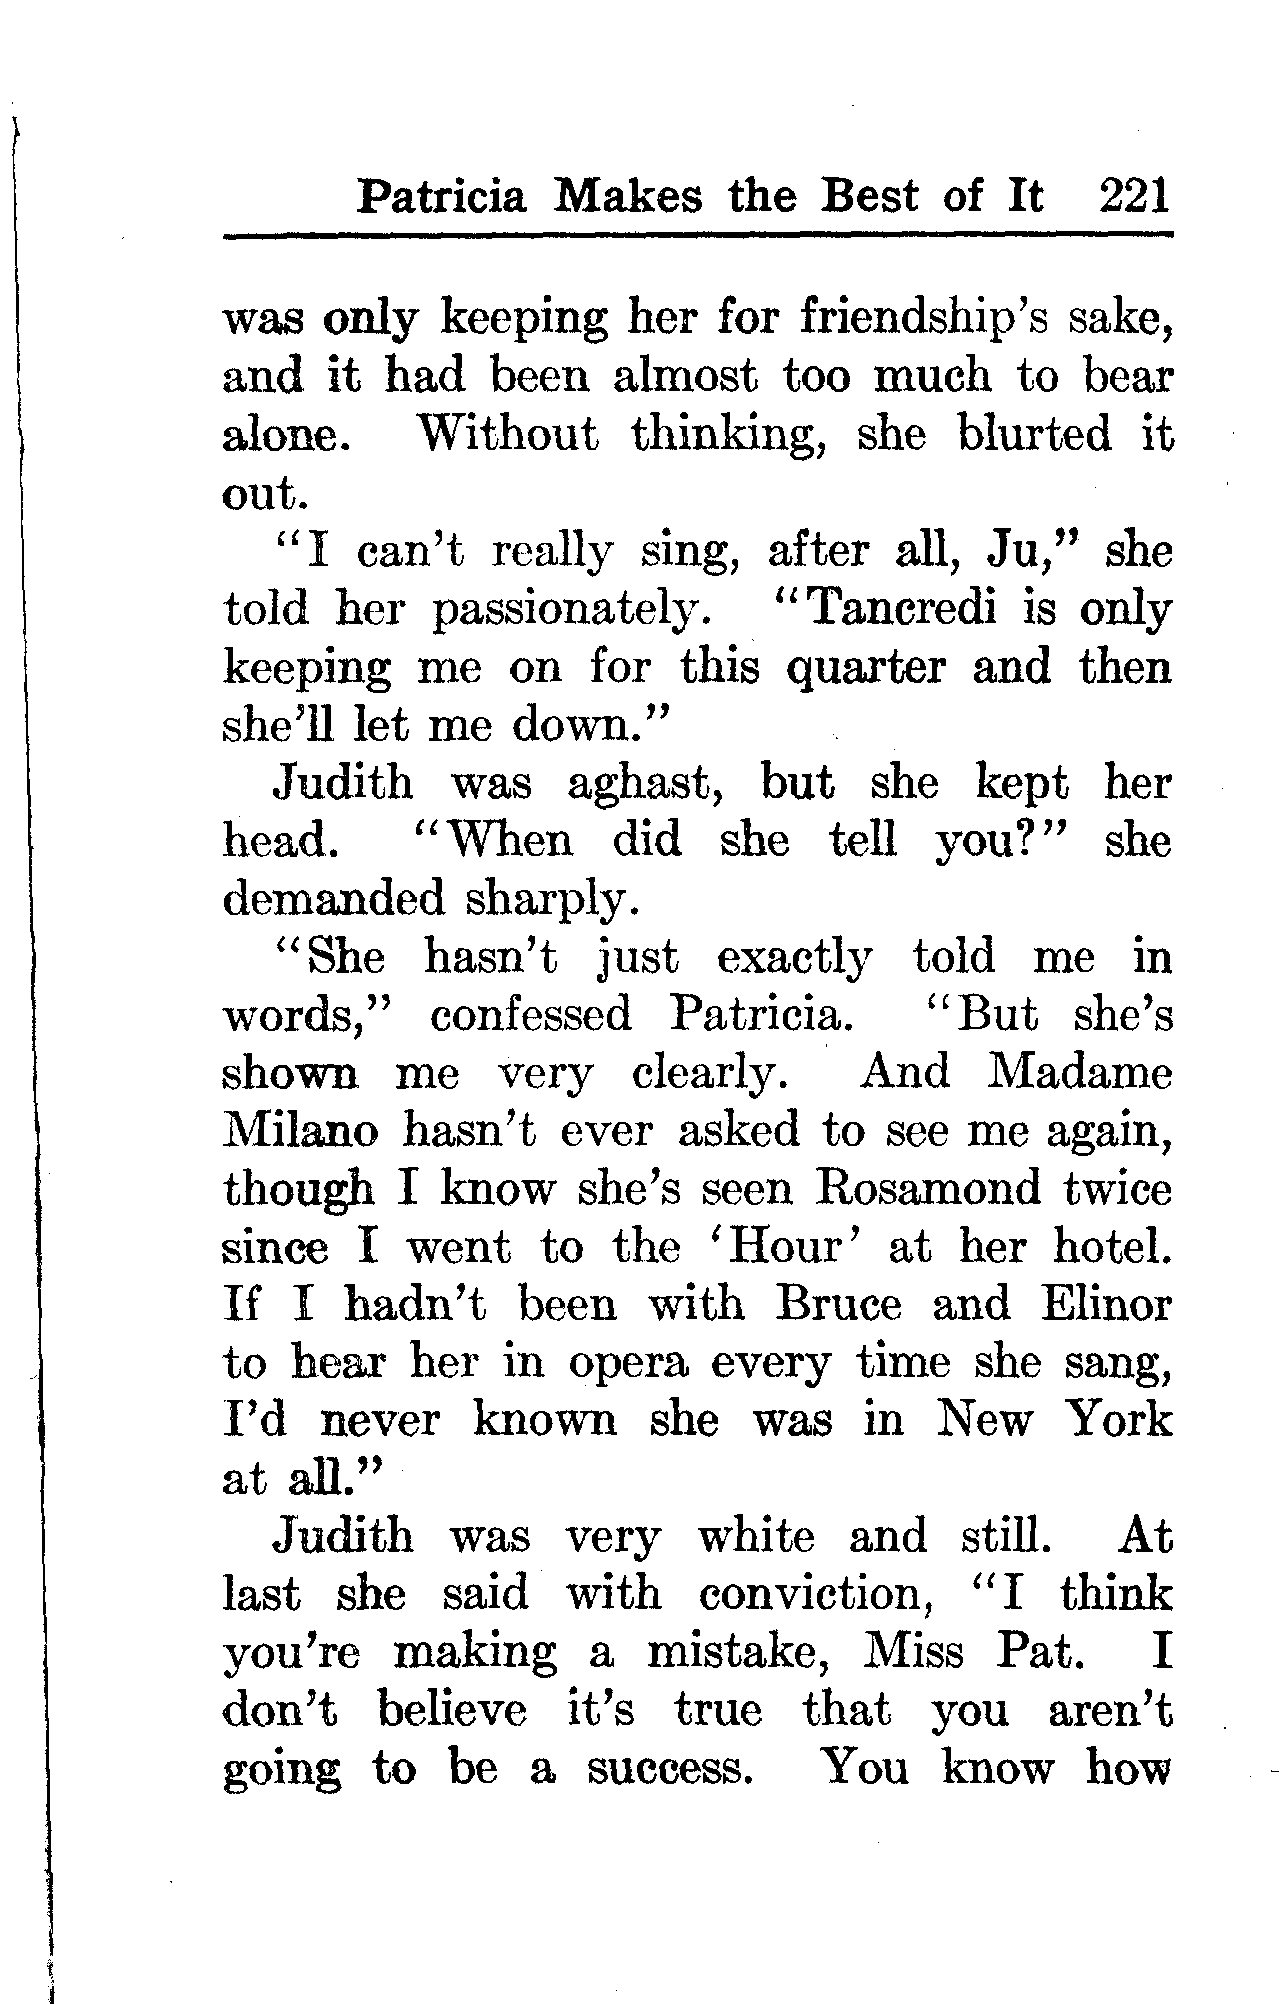 Patricia Makes the Best of It 221
was only keeping her for friendship's sake,
and it had been almost too much to bear
alone. Without thinking, she blurted it
out.
"I can't really sing, after all, Ju," she
told her passionately. "Tancredi is only
keeping me on for this quarter and then
she'll let me down."
Judith was aghast, but she kept her
head. "When did she tell you?" she
demanded sharply.
"She hasn't just exactly told me in
words," confessed Patricia. "But she's
shown me very clearly. And Madame
Milano hasn't ever asked to see me again,
though I know she's seen Rosamond twice
since I went to the 'Hour' at her hotel.
If I hadn't been with Bruce and Elinor
to hear her in opera every time she sang,
I'd never known she was in New York
at all."
Judith was very white and still. At
last she said with conviction, "I think
you're making a mistake, Miss Pat. I
don't believe it's true that you aren't
going to be a success. You know how